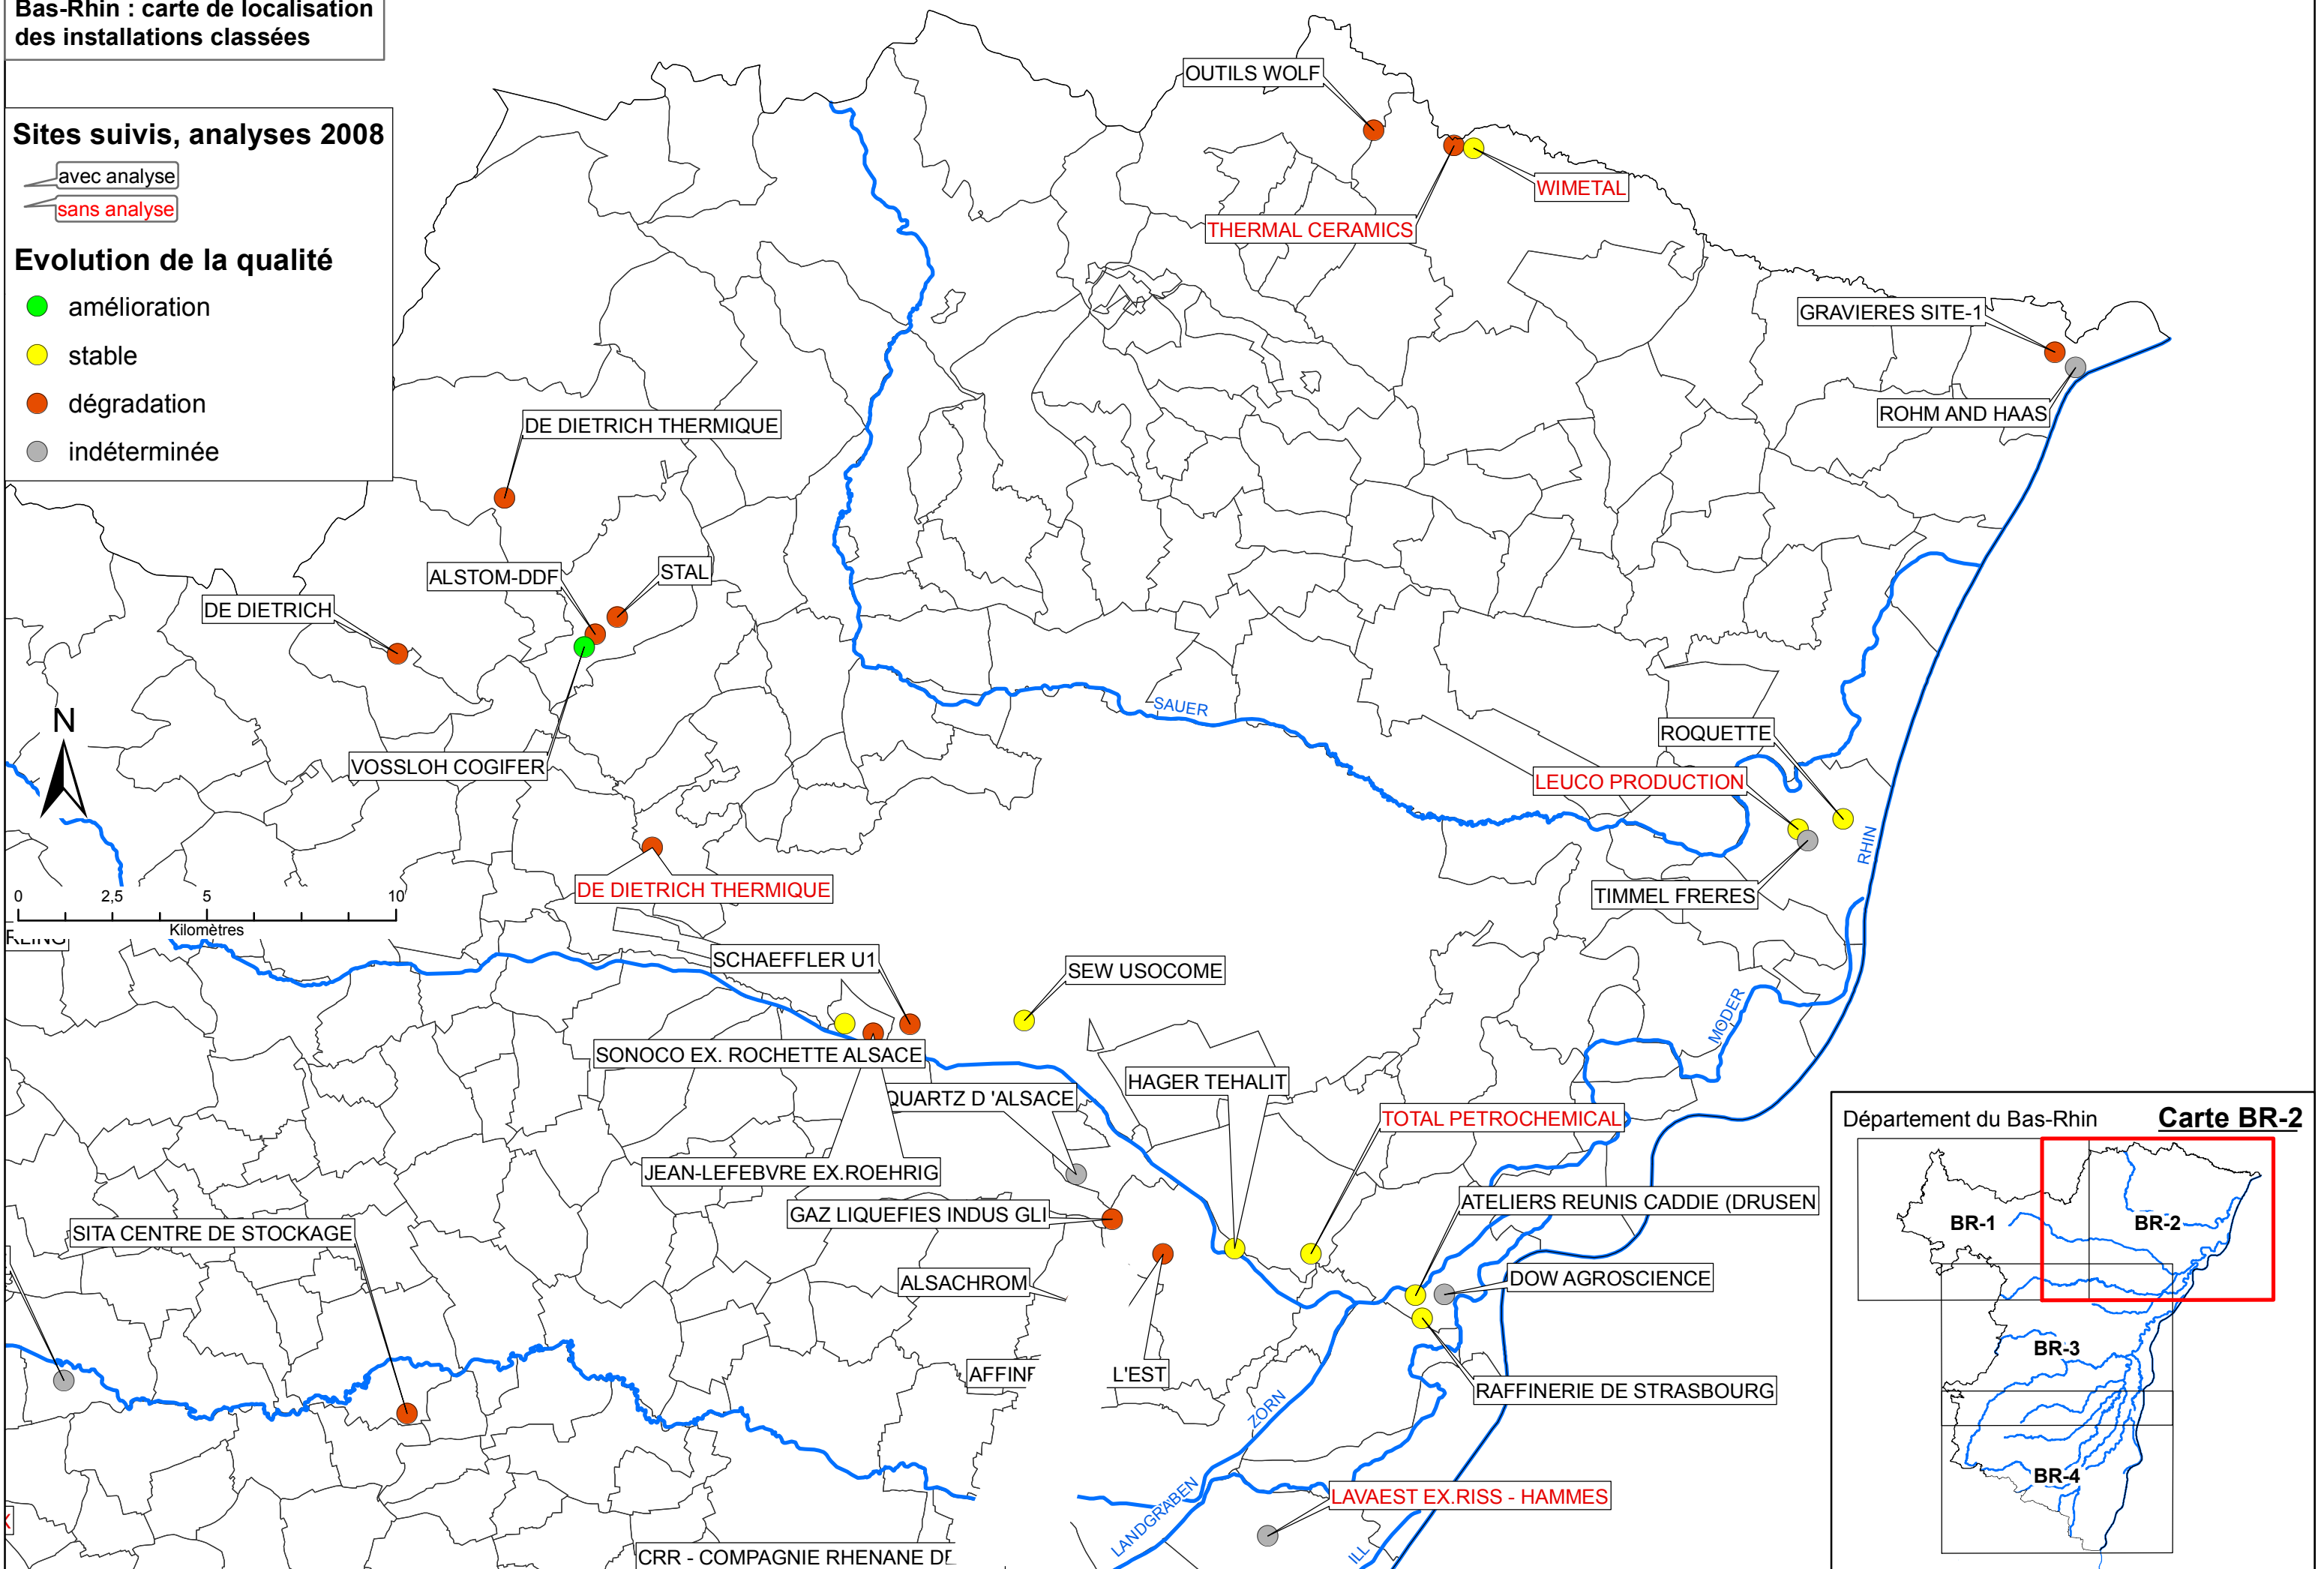 Bas-Rhin : carte de localisation
des installations classées
Sites suivis, analyses 2008
avec analyse
sans analyse
Evolution de la qualité
amélioration
stable
dégradation
indéterminée
OUTILS WOLF
WIMETAL
THERMAL CERAMICS
GRAVIERES SITE-1
ROHM AND HAAS
DE DIETRICH THERMIQUE
ALSTOM-DDF
STAL
DE DIETRICH
VOSSLOH COGIFER
N
SAUER
ROQUETTE
LEUCO PRODUCTION
RHIN
TIMMEL FRERES
DE DIETRICH THERMIQUE
0 2,5 5 10
Kilomètres
SCHAEFFLER U1
SEW USOCOME
MODER
SONOCO EX. ROCHETTE ALSACE
QUARTZ D 'ALSACE
HAGER TEHALIT
TOTAL PETROCHEMICAL
JEAN-LEFEBVRE EX.ROEHRIG
GAZ LIQUEFIES INDUS GLI
ATELIERS REUNIS CADDIE (DRUSEN
SITA CENTRE DE STOCKAGE
ALSACHROM
DOW AGROSCIENCE
L'EST
RAFFINERIE DE STRASBOURG
ZORN
LANDGRABEN
LAVAEST EX.RISS - HAMMES
ILL
CRR - COMPAGNIE RHENANE DE
Département du Bas-Rhin
Carte BR-2
BR-1
BR-2
BR-3
BR-4